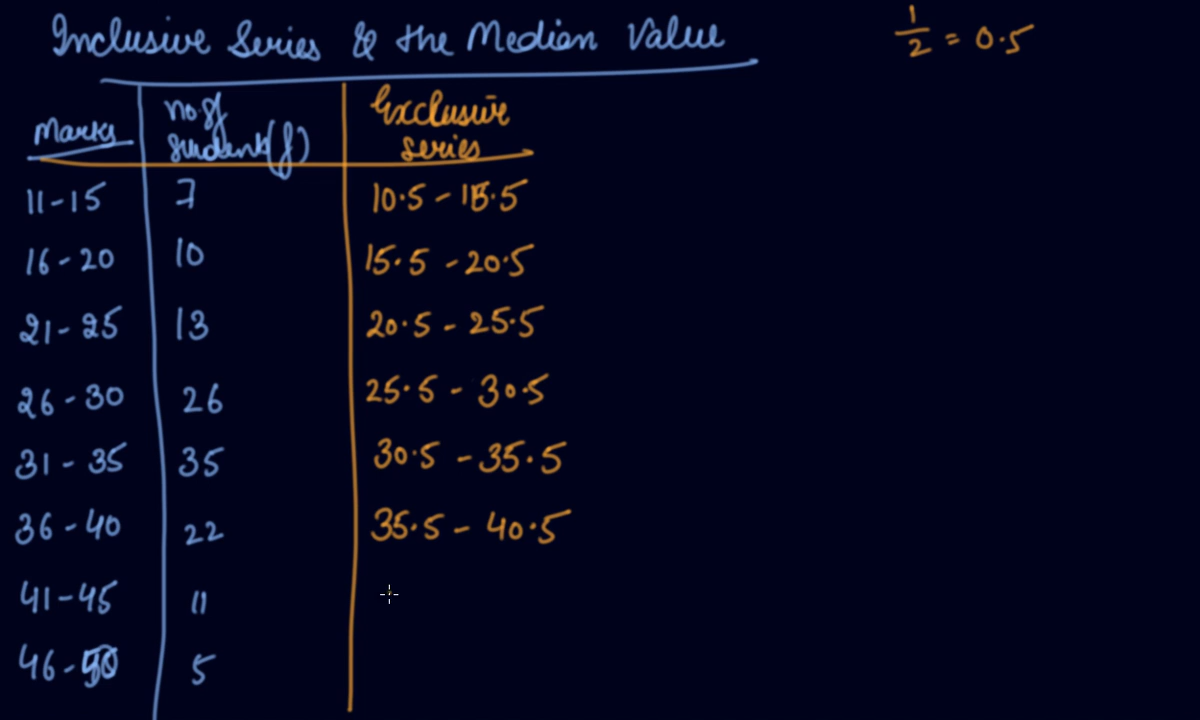 Inclusive Series & the Median Value
1/2 = 0.5
Marks no. of student(f) Exclusive series
11-15 7 10.5 - 15.5
16-20 10 15.5 - 20.5
21-25 13 20.5 - 25.5
26-30 26 25.5 - 30.5
31-35 35 30.5 - 35.5
36-40 22 35.5 - 40.5
41-45 11
46-50 5